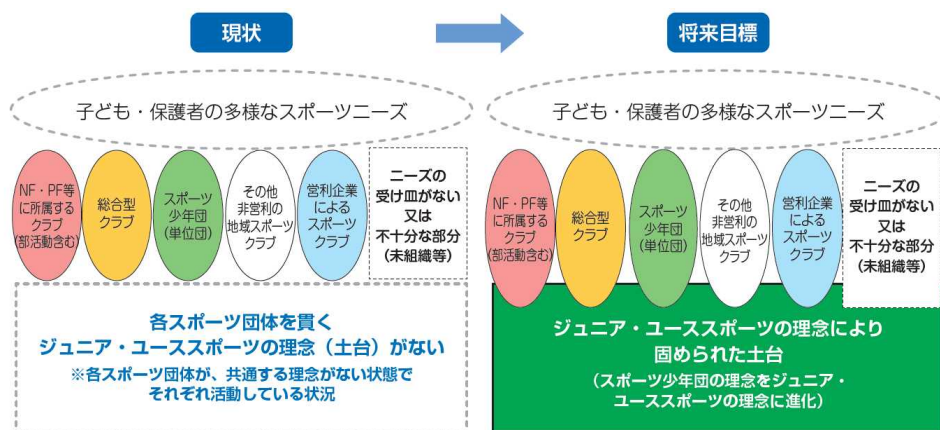 現状
将来目標
子ども・保護者の多様なスポーツニーズ
NF・PF等
に所属する
クラブ
(部活動含む)
総合型
クラブ
スポーツ
少年団
(単位団)
その他
非営利の
地域スポーツ
クラブ
営利企業
による
スポーツ
クラブ
ニーズの
受け皿がない
又は
不十分な部分
(未組織等)
各スポーツ団体を貫く
ジュニア・ユーススポーツの理念（土台）がない
※各スポーツ団体が、共通する理念がない状態で
それぞれ活動している状況
子ども・保護者の多様なスポーツニーズ
NF・PF等
に所属する
クラブ
(部活動含む)
総合型
クラブ
スポーツ
少年団
(単位団)
その他
非営利の
地域スポーツ
クラブ
営利企業
による
スポーツ
クラブ
ニーズの
受け皿がない
又は
不十分な部分
(未組織等)
ジュニア・ユーススポーツの理念により
固められた土台
(スポーツ少年団の理念をジュニア・
ユーススポーツの理念に進化)